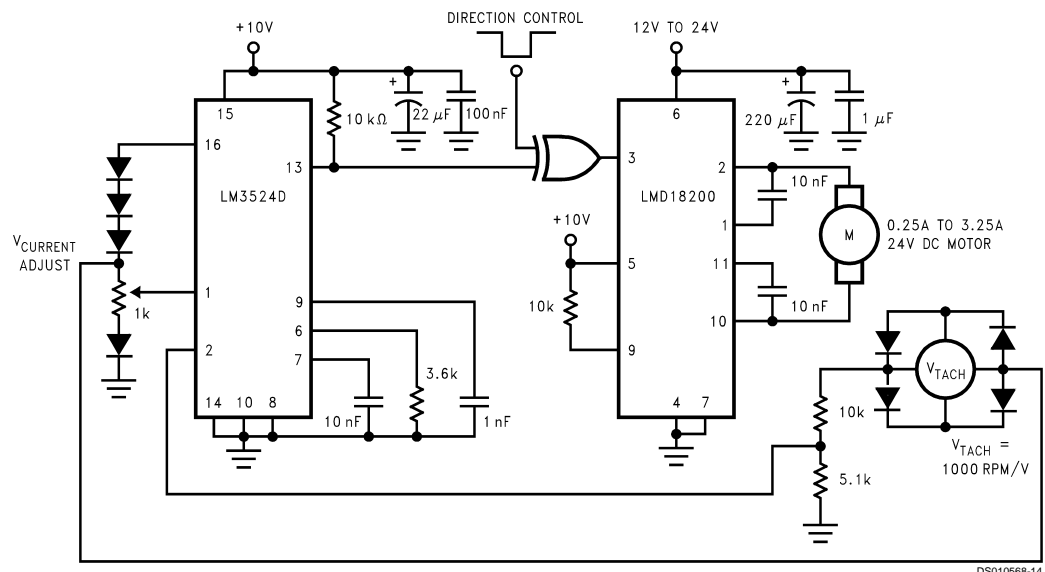 DIRECTION CONTROL
+10V
12V TO 24V
15
10 kΩ
+
22 μF
100 nF
6
+
220 μF
1 μF
16
13
LM3524D
3
LMD18200
2
10 nF
1
M
0.25A TO 3.25A
24V DC MOTOR
VCURRENT
ADJUST
+10V
5
11
10 nF
10
1
1k
9
6
7
10k
9
2
3.6k
10 nF
1 nF
14
10
8
4
7
VTACH
10k
5.1k
VTACH =
1000 RPM/V
DS010568-14